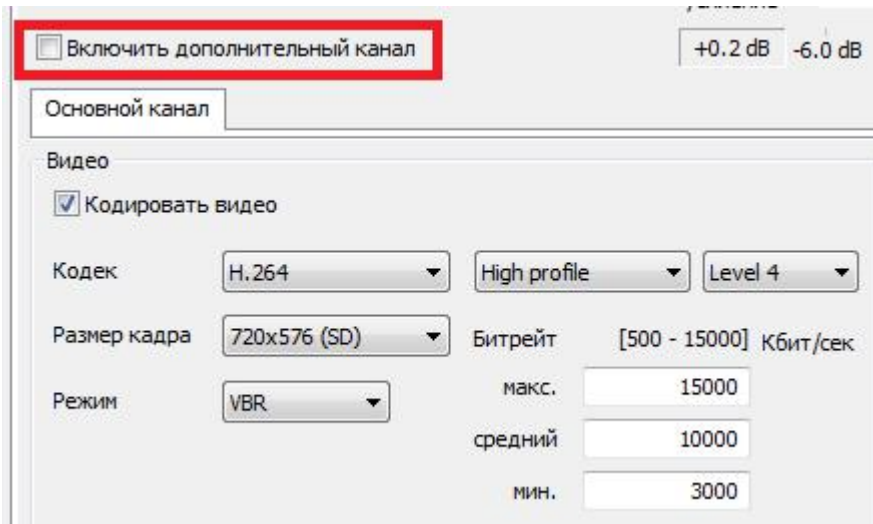 Включить дополнительный канал
+0.2 dB -6.0 dB
Основной канал
Видео
Кодировать видео
Кодек H.264 High profile Level 4
Размер кадра 720x576 (SD) Битрейт [500 - 15000] Кбит/сек
макс. 15000
Режим VBR
средний 10000
мин. 3000